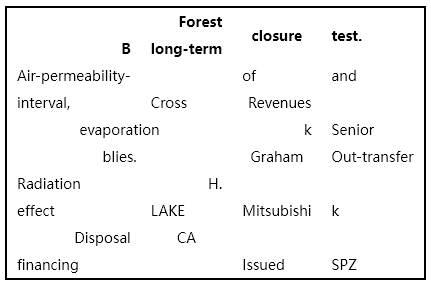 Forest
closure test.
B long-term
Air-permeability- of and
interval, Cross Revenues
evaporation k Senior
blies. Graham Out-transfer
Radiation H.
effect LAKE Mitsubishi k
Disposal CA
financing Issued SPZ